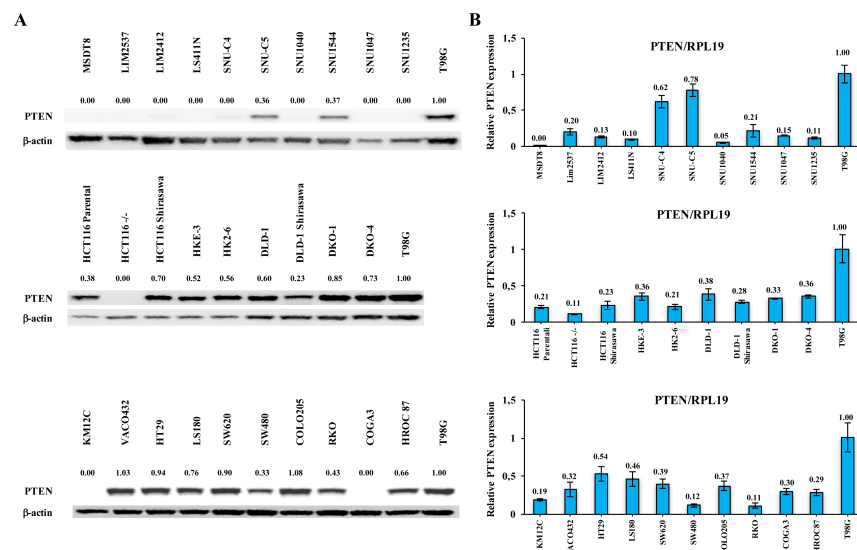 A
MSDT8 LIM2537 LIM2412 LS411N SNU-C4 SNU-C5 SNU1040 SNU1544 SNU1047 SNU1235 T98G
0.00 0.00 0.00 0.00 0.00 0.36 0.00 0.37 0.00 0.00 1.00
PTEN
β-actin
HCT116 Parental HCT116 -/- HCT116 Shirasawa HKE-3 HK2-6 DLD-1 DLD-1 Shirasawa DKO-1 DKO-4 T98G
0.38 0.00 0.70 0.52 0.56 0.60 0.23 0.85 0.73 1.00
PTEN
β-actin
KM12C VACO432 HT29 LS180 SW620 SW480 COLO205 RKO COGA3 HROC 87 T98G
0.00 1.03 0.94 0.76 0.90 0.33 1.08 0.43 0.00 0.66 1.00
PTEN
β-actin
B
PTEN/RPL19
Relative PTEN expression
1,5
1
0,5
0
0.00 0.20 0.13 0.10 0.62 0.78 0.05 0.21 0.15 0.11 1.00
MSDT8 Lim2537 LIM2412 LS411N SNU-C4 SNU-C5 SNU1040 SNU1544 SNU1047 SNU1235 T98G
PTEN/RPL19
Relative PTEN expression
1,5
1
0,5
0
0.21 0.11 0.23 0.36 0.21 0.38 0.28 0.33 0.36 1.00
HCT116 Parentali HCT116 -/- HCT116 Shirasawa HKE-3 HK2-6 DLD-1 DLD-1 Shirasawa DKO-1 DKO-4 T98G
PTEN/RPL19
Relative PTEN expression
1,5
1
0,5
0
0.19 0.32 0.54 0.46 0.39 0.12 0.37 0.11 0.30 0.29 1.00
KM12C ACO432 HT29 LS180 SW620 SW480 OLO205 RKO COGA3 IROC87 T98G